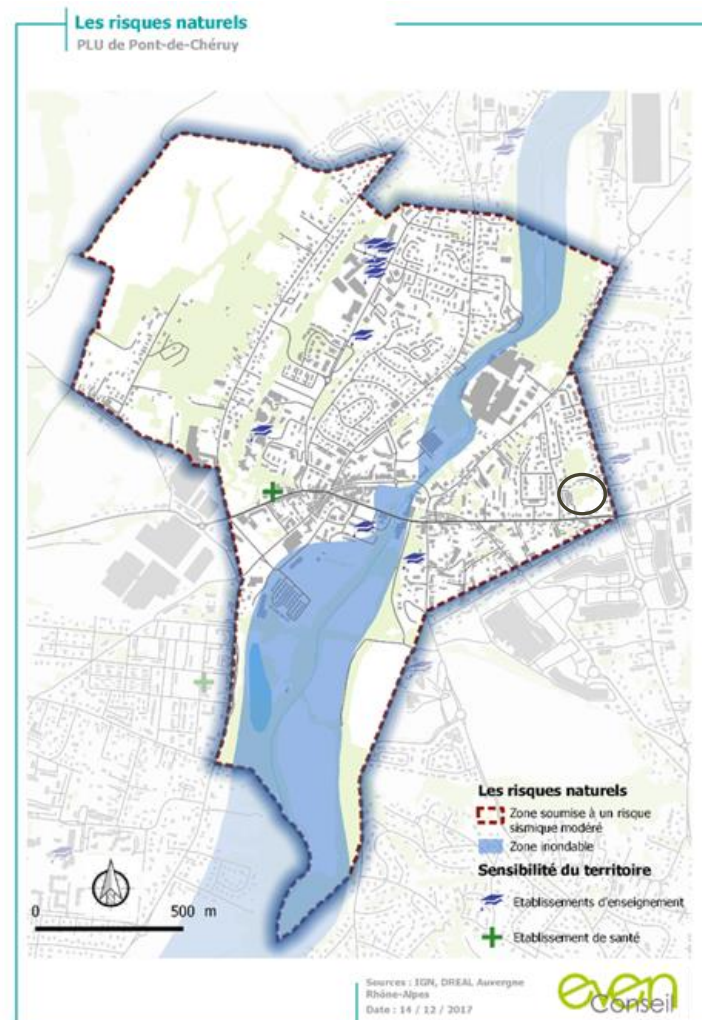 Les risques naturels
PLU de Pont-de-Chéruy
Les risques naturels
Zone soumise à un risque
sismique modéré
Zone inondable
Sensibilité du territoire
Etablissements d'enseignement
Etablissement de santé
0 500 m
Sources : IGN, DREAL Auvergne
Rhône-Alpes
Date : 14 / 12 / 2017
even
Conseil